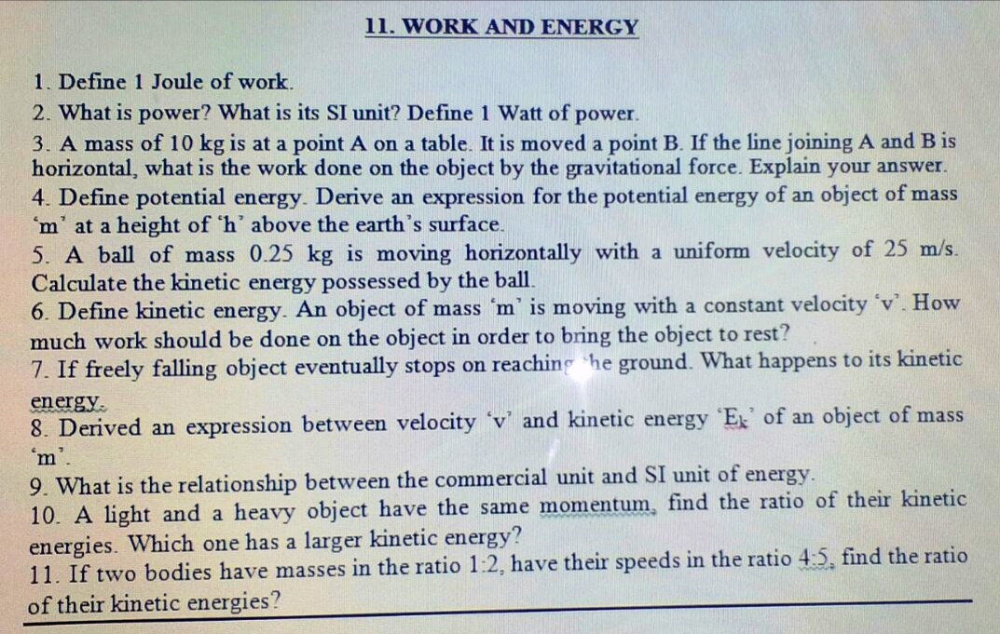 11. WORK AND ENERGY
1. Define 1 Joule of work.
2. What is power? What is its SI unit? Define 1 Watt of power.
3. A mass of 10 kg is at a point A on a table. It is moved a point B. If the line joining A and B is
horizontal, what is the work done on the object by the gravitational force. Explain your answer.
4. Define potential energy. Derive an expression for the potential energy of an object of mass
‘m’ at a height of ‘h’ above the earth’s surface.
5. A ball of mass 0.25 kg is moving horizontally with a uniform velocity of 25 m/s.
Calculate the kinetic energy possessed by the ball.
6. Define kinetic energy. An object of mass ‘m’ is moving with a constant velocity ‘v’. How
much work should be done on the object in order to bring the object to rest?
7. If freely falling object eventually stops on reaching the ground. What happens to its kinetic
energy.
8. Derived an expression between velocity ‘v’ and kinetic energy ‘Eₖ’ of an object of mass
‘m’.
9. What is the relationship between the commercial unit and SI unit of energy.
10. A light and a heavy object have the same momentum, find the ratio of their kinetic
energies. Which one has a larger kinetic energy?
11. If two bodies have masses in the ratio 1:2, have their speeds in the ratio 4:5, find the ratio
of their kinetic energies?